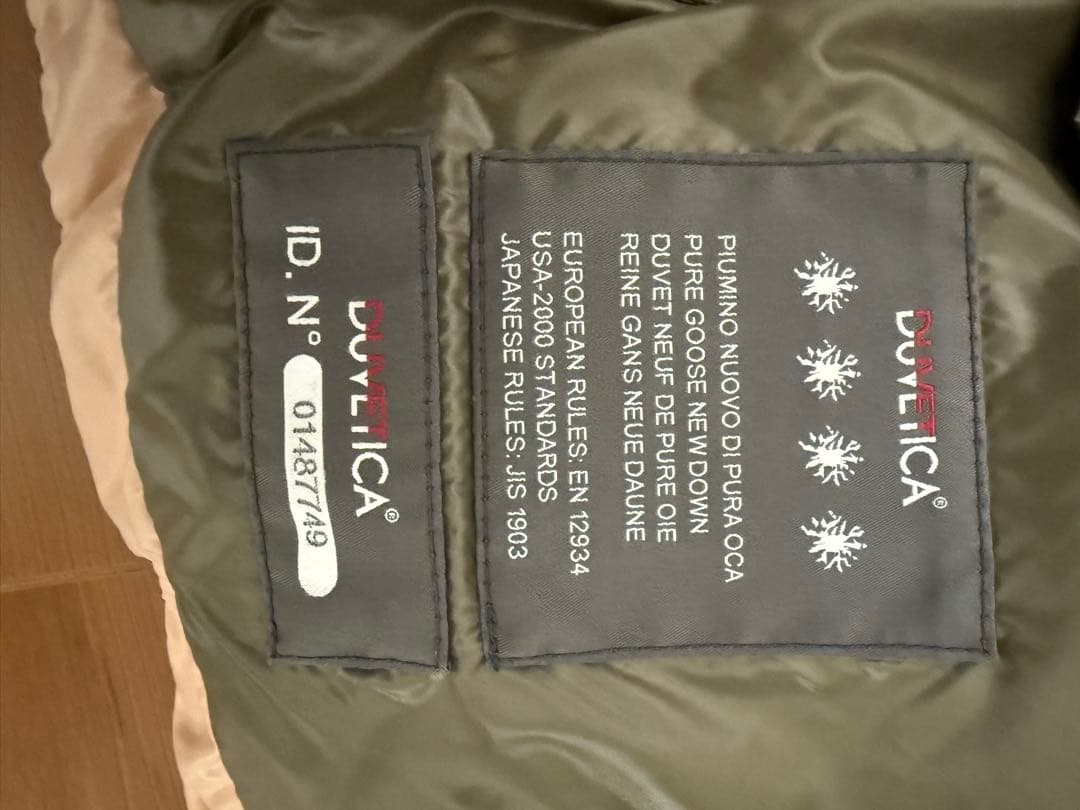 DUVETICA®
PIUMINO NUOVO DI PURA OCA
PURE GOOSE NEW DOWN
DUVET NEUF DE PURE OIE
REINE GANS NEUE DAUNE
EUROPEAN RULES: EN 12934
USA-2000 STANDARDS
JAPANESE RULES: JIS 1903
DUVETICA®
ID. N° 01487749